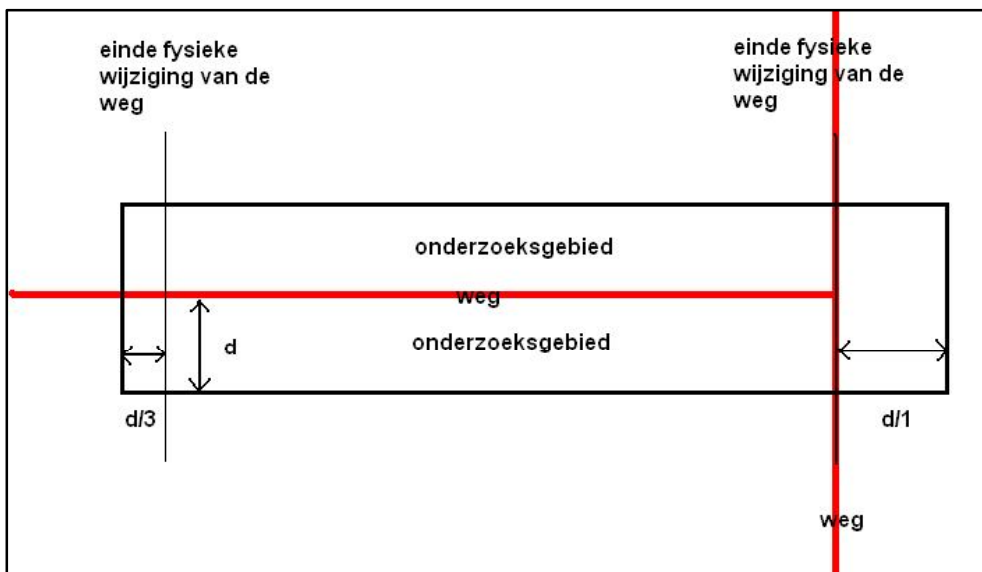 einde fysieke
wijziging van de
weg
einde fysieke
wijziging van de
weg
onderzoeksgebied
weg
onderzoeksgebied
d
d/3
d/1
weg